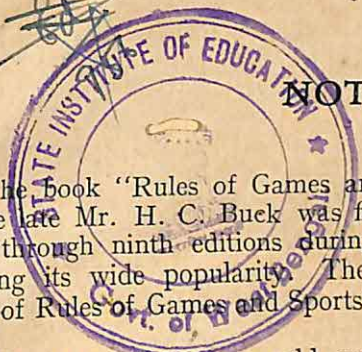 NOT
STATE INSTITUTE OF EDUCATION
he book "Rules of Games a
e late Mr. H. C. Buck was f
through ninth editions durin
ng its wide popularity. The
of Rules of Games and Sports
Govt. of